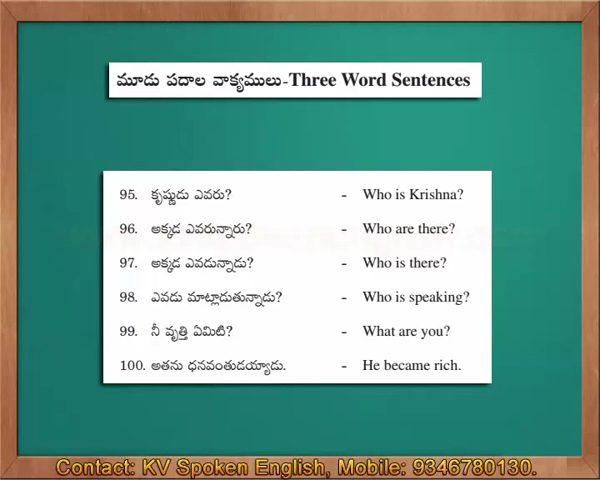 మూడు పదాల వాక్యములు-Three Word Sentences
95. కృష్ణుడు ఎవరు? - Who is Krishna?
96. అక్కడ ఎవరున్నారు? - Who are there?
97. అక్కడ ఎవడున్నాడు? - Who is there?
98. ఎవడు మాట్లాడుతున్నాడు? - Who is speaking?
99. నీ వృత్తి ఏమిటి? - What are you?
100. అతను ధనవంతుడయ్యాడు. - He became rich.
Contact: KV Spoken English, Mobile: 9346780130.